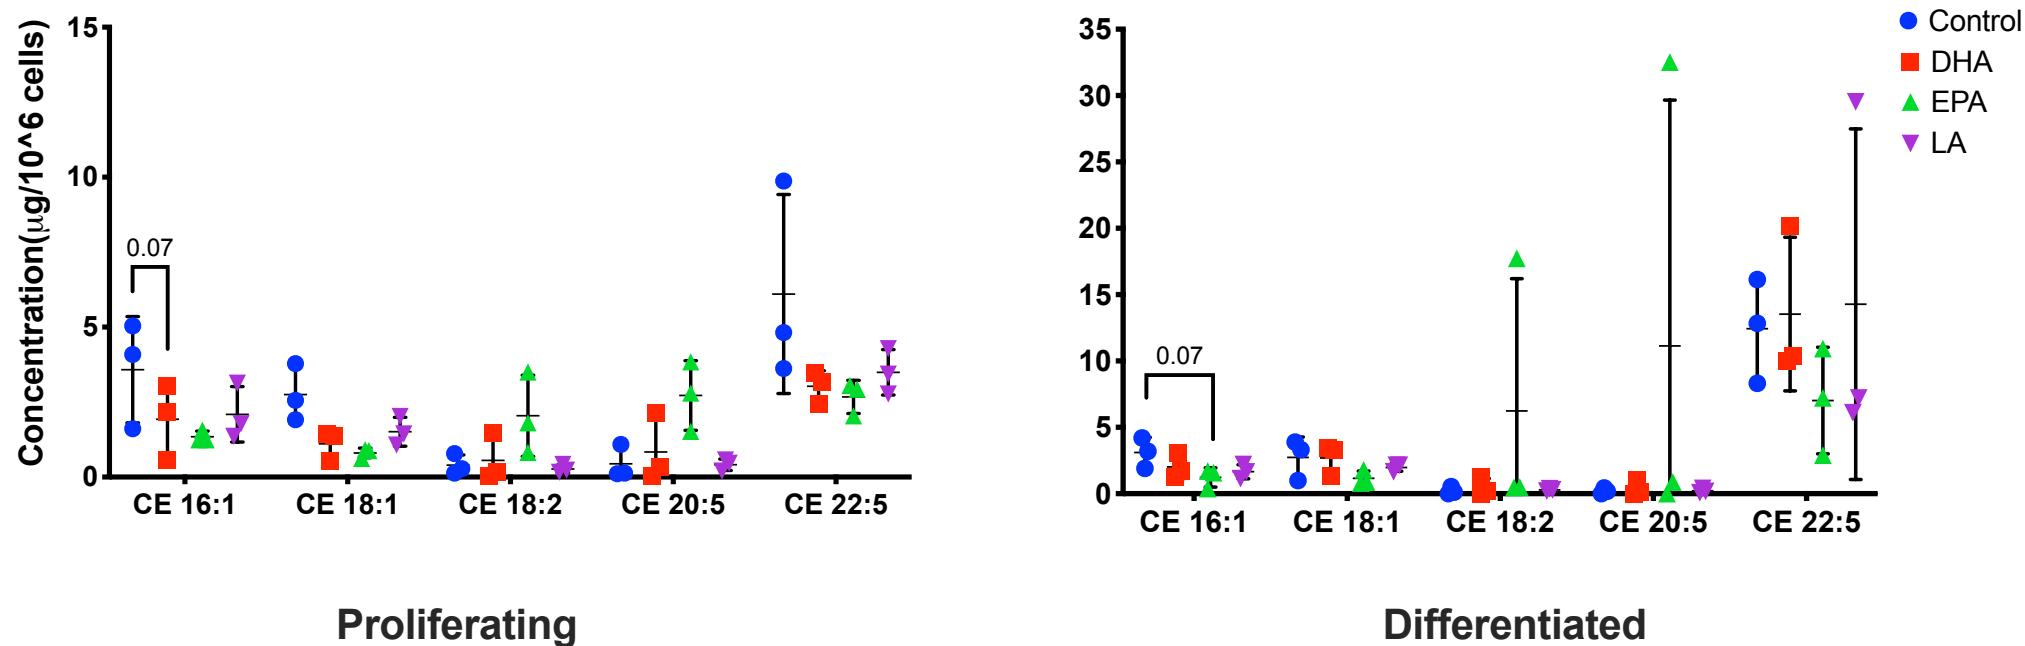 Concentration(μg/10^6 cells)
15
10
5
0
0.07
CE 16:1 CE 18:1 CE 18:2 CE 20:5 CE 22:5
Proliferating
35
30
25
20
15
10
5
0
0.07
CE 16:1 CE 18:1 CE 18:2 CE 20:5 CE 22:5
Differentiated
Control
DHA
EPA
LA